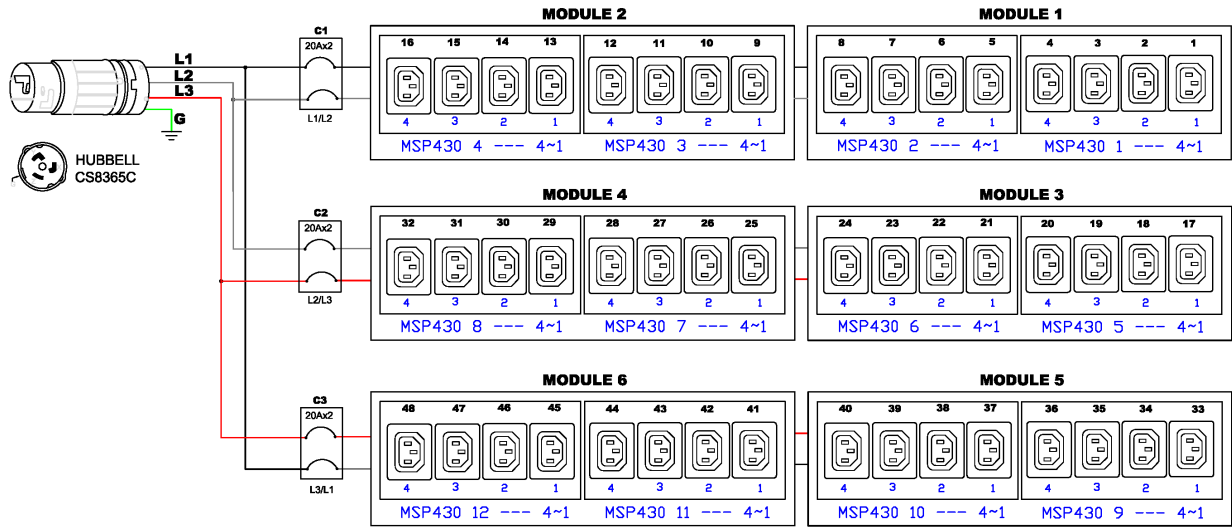 MODULE 2
MODULE 1
C1
20Ax2
L1/L2
L1
L2
L3
G
HUBBELL
CS8365C
16 15 14 13 12 11 10 9
8 7 6 5 4 3 2 1
4 3 2 1 4 3 2 1
4 3 2 1 4 3 2 1
MSP430 4 --- 4~1 MSP430 3 --- 4~1
MSP430 2 --- 4~1 MSP430 1 --- 4~1
MODULE 4
MODULE 3
C2
20Ax2
L2/L3
32 31 30 29 28 27 26 25
24 23 22 21 20 19 18 17
4 3 2 1 4 3 2 1
4 3 2 1 4 3 2 1
MSP430 8 --- 4~1 MSP430 7 --- 4~1
MSP430 6 --- 4~1 MSP430 5 --- 4~1
MODULE 6
MODULE 5
C3
20Ax2
L3/L1
48 47 46 45 44 43 42 41
40 39 38 37 36 35 34 33
4 3 2 1 4 3 2 1
4 3 2 1 4 3 2 1
MSP430 12 --- 4~1 MSP430 11 --- 4~1
MSP430 10 --- 4~1 MSP430 9 --- 4~1